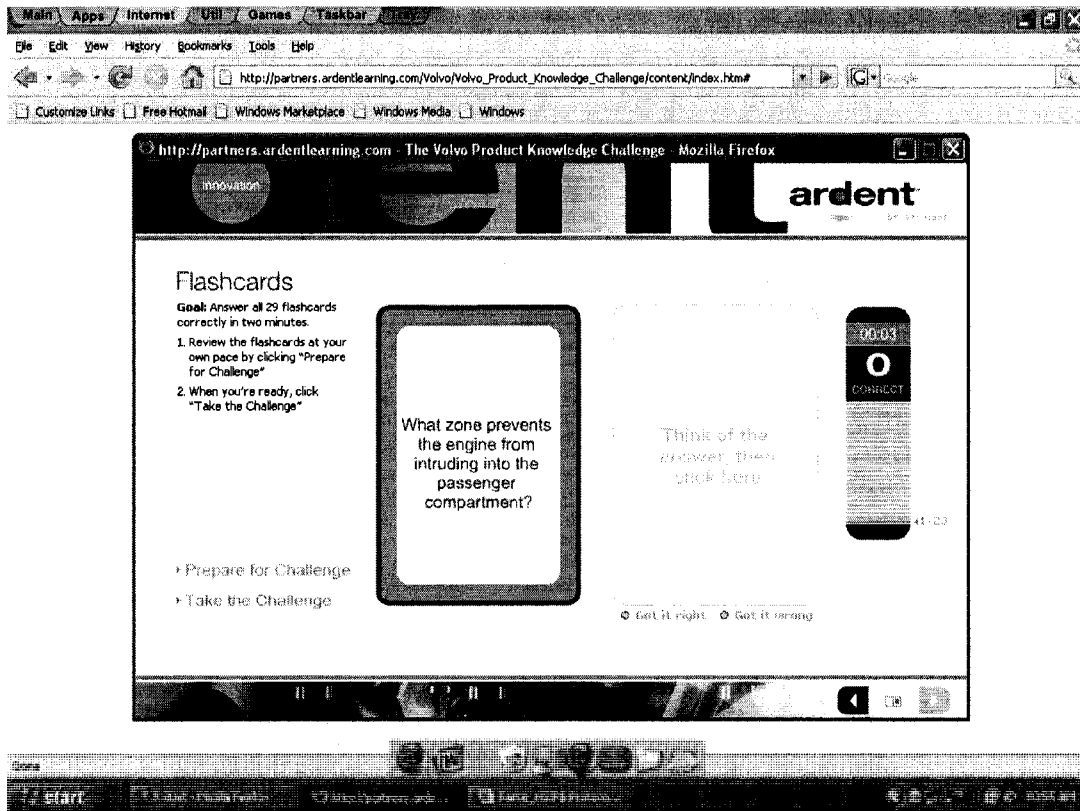 Main Apps Internet Util Games Taskbar Tray
File Edit View History Bookmarks Tools Help
http://partners.ardentlearning.com/Volvo/Volvo_Product_Knowledge_Challenge/content/index.htm#
Google
Customize Links Free Hotmail Windows Marketplace Windows Media Windows
http://partners.ardentlearning.com - The Volvo Product Knowledge Challenge - Mozilla Firefox
innovation
ardent
Flashcards
Goal: Answer all 29 flashcards
correctly in two minutes.
1. Review the flashcards at your
own pace by clicking "Prepare
for Challenge"
2. When you're ready, click
"Take the Challenge"
What zone prevents
the engine from
intruding into the
passenger
compartment?
Think of the
answer, then
click here
00:03
0
CORRECT
Prepare for Challenge
Take the Challenge
Got it right Got it wrong
Done
start